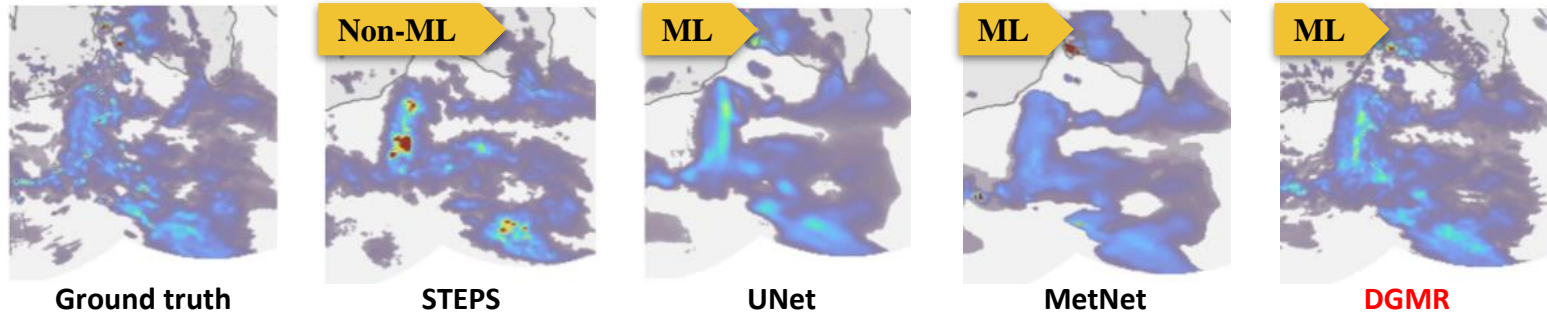 Non-ML
ML
ML
ML
Ground truth
STEPS
UNet
MetNet
DGMR